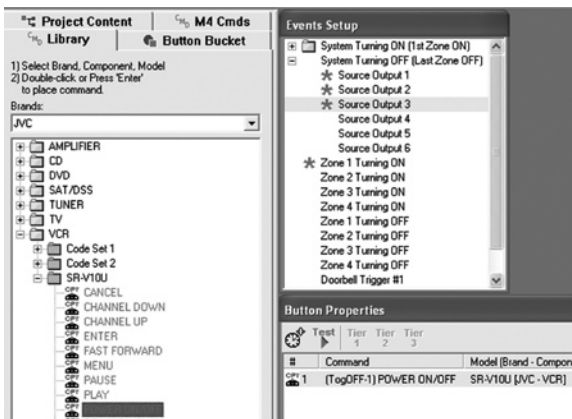 Project Content
CMD M4 Cmds
CMD Library
Button Bucket
1) Select Brand, Component, Model
2) Double-click or Press 'Enter'
to place command.
Brands:
JVC
AMPLIFIER
CD
DVD
SAT/DSS
TUNER
TV
VCR
Code Set 1
Code Set 2
SR-V10U
CANCEL
CHANNEL DOWN
CHANNEL UP
ENTER
FAST FORWARD
MENU
PAUSE
PLAY
Events Setup
System Turning ON (1st Zone ON)
System Turning OFF (Last Zone OFF)
Source Output 1
Source Output 2
Source Output 3
Source Output 4
Source Output 5
Source Output 6
Zone 1 Turning ON
Zone 2 Turning ON
Zone 3 Turning ON
Zone 4 Turning ON
Zone 1 Turning OFF
Zone 2 Turning OFF
Zone 3 Turning OFF
Zone 4 Turning OFF
Doorbell Trigger #1
Button Properties
Test Tier 1 Tier 2 Tier 3
# Command Model (Brand - Compon
1 (TogOFF-1) POWER ON/OFF SR-V10U [JVC - VCR]